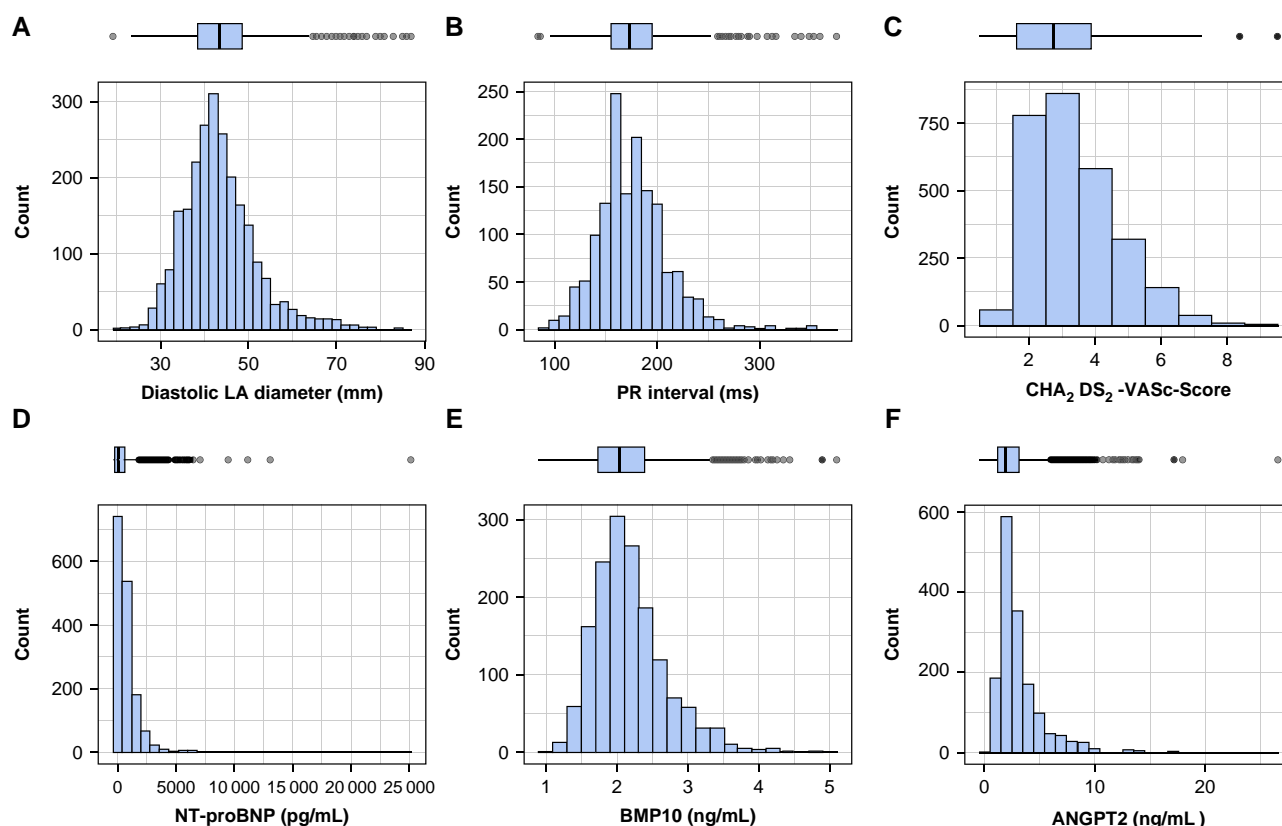 A
B
C
300
200
100
0
Count
30
50
70
90
Diastolic LA diameter (mm)
250
200
150
100
50
0
Count
100
200
300
PR interval (ms)
750
500
250
0
Count
2
4
6
8
CHA₂ DS₂ -VASc-Score
D
E
F
600
400
200
0
Count
0
5000
10 000
15 000
20 000
25 000
NT-proBNP (pg/mL)
300
200
100
0
Count
1
2
3
4
5
BMP10 (ng/mL)
600
400
200
0
Count
0
10
20
ANGPT2 (ng/mL )